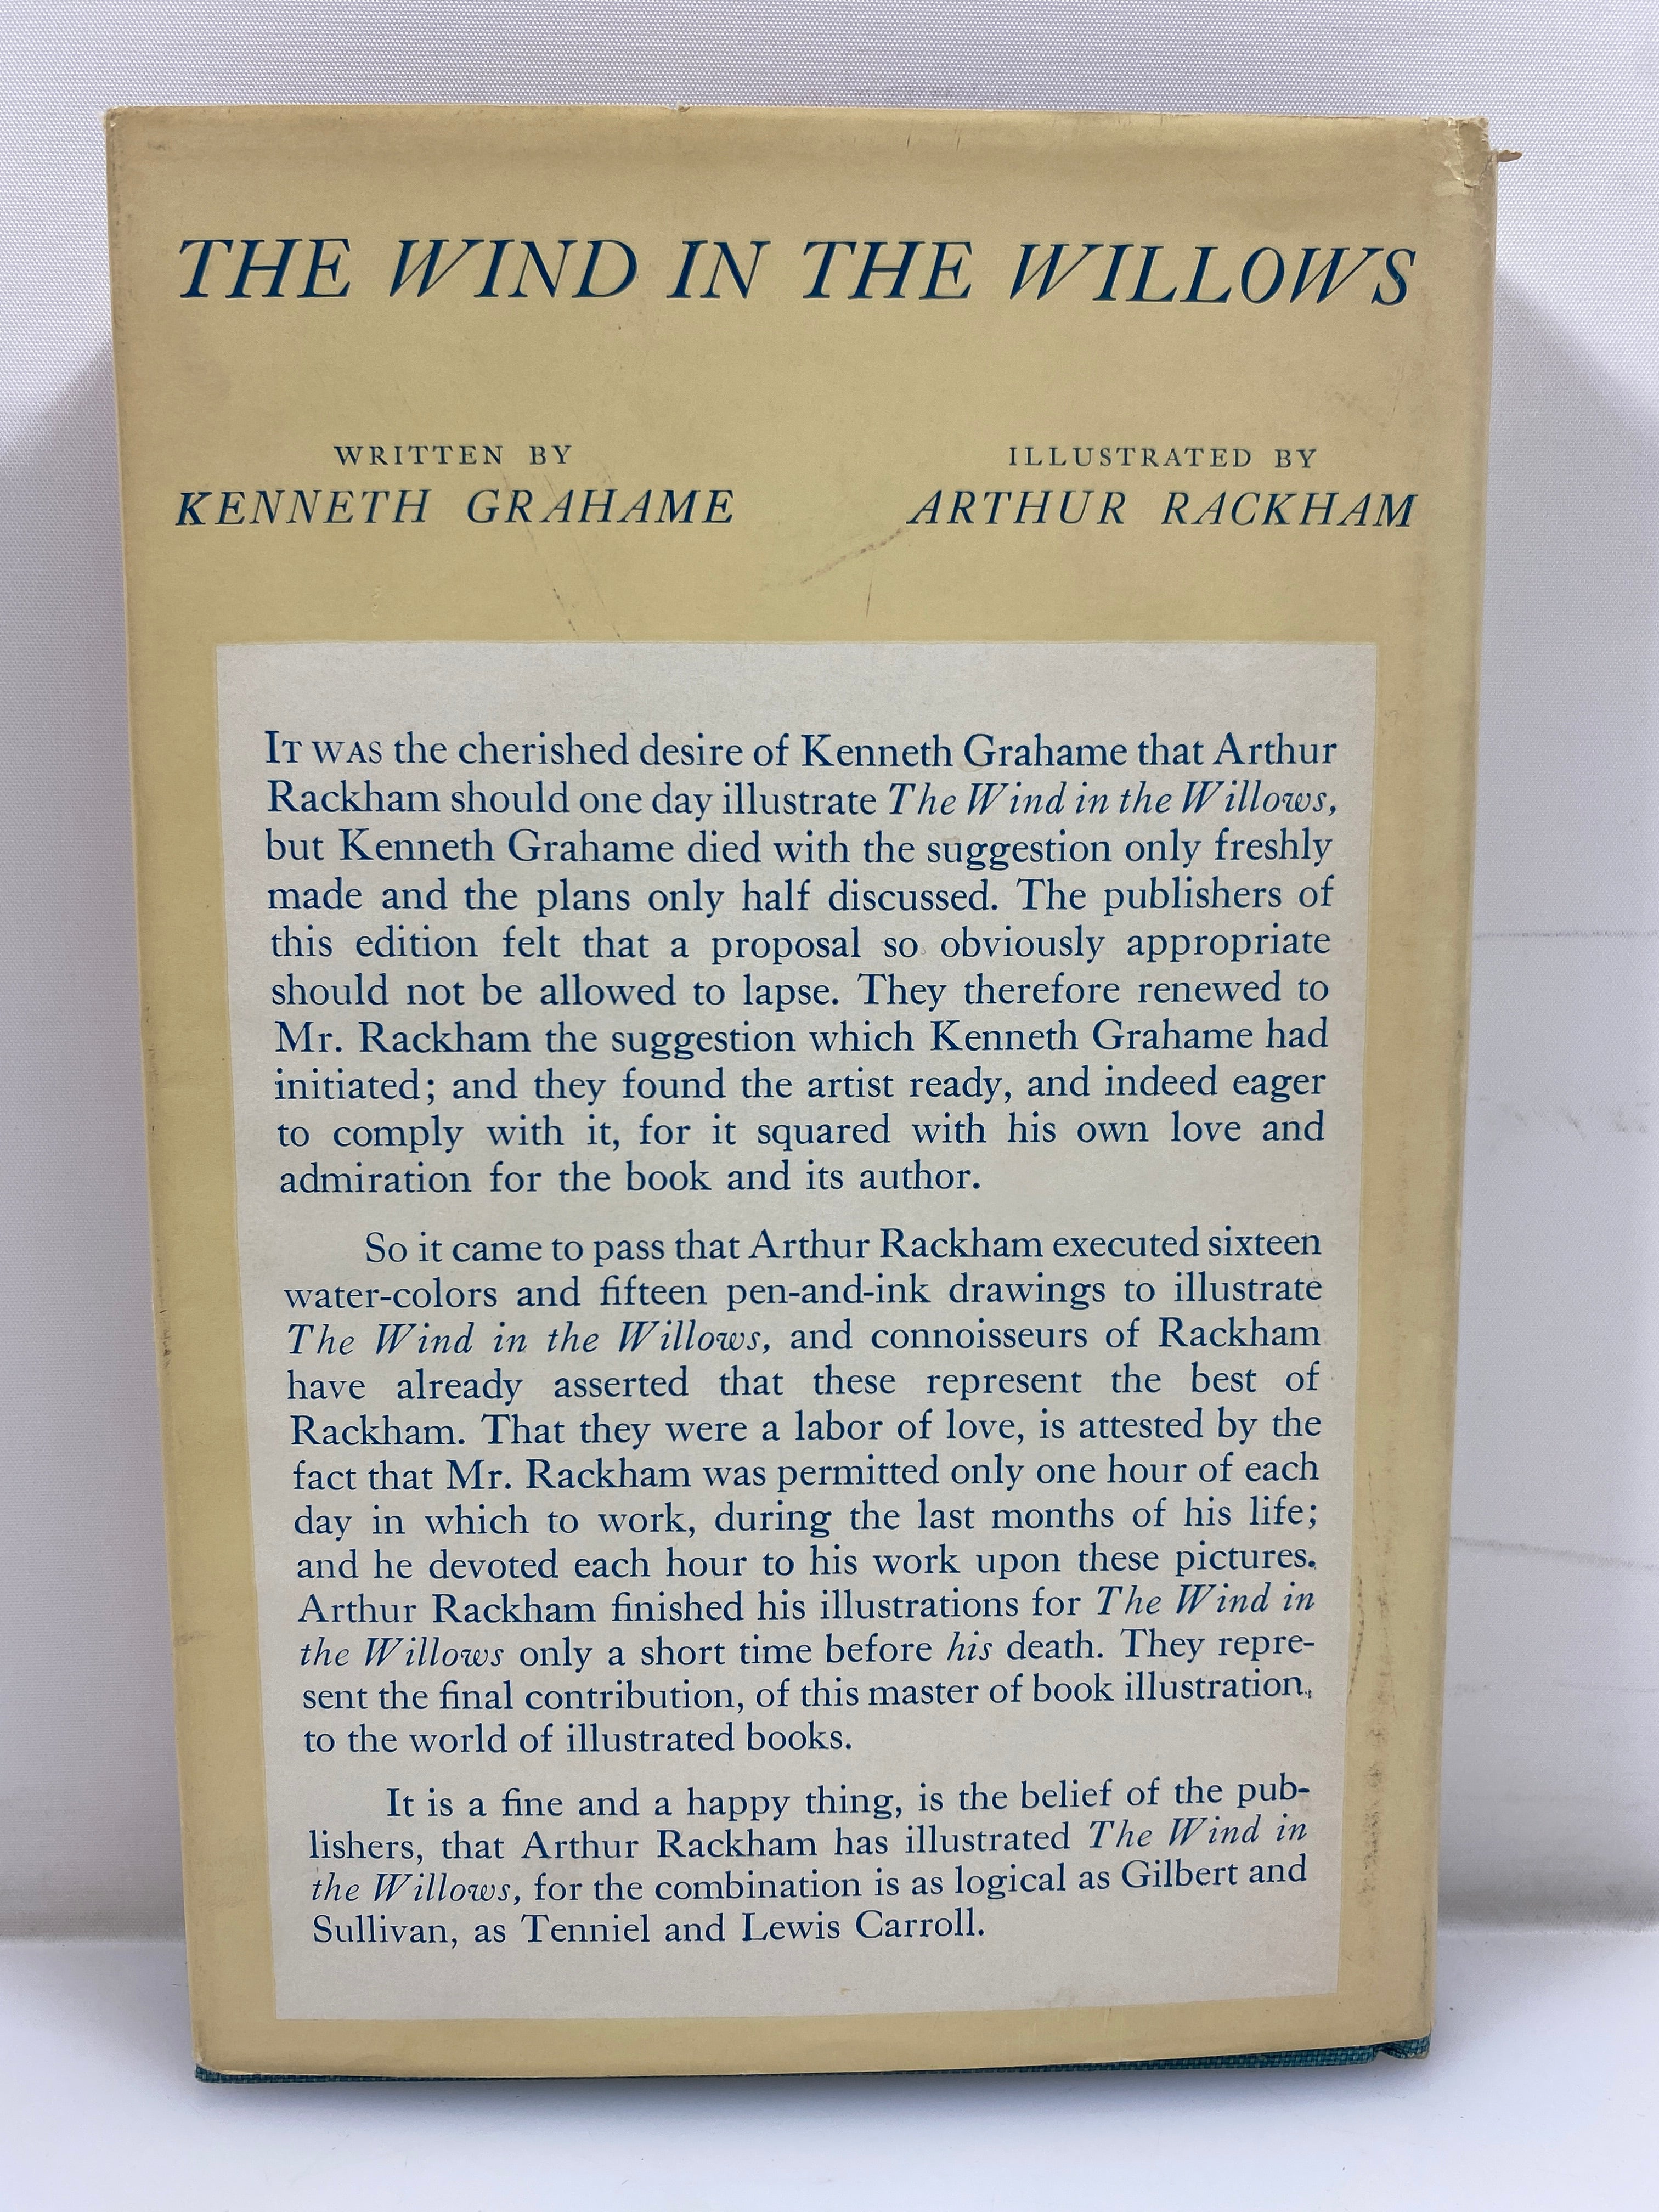 THE WIND IN THE WILLOWS
WRITTEN BY
KENNETH GRAHAME
ILLUSTRATED BY
ARTHUR RACKHAM
IT WAS the cherished desire of Kenneth Grahame that Arthur
Rackham should one day illustrate The Wind in the Willows,
but Kenneth Grahame died with the suggestion only freshly
made and the plans only half discussed. The publishers of
this edition felt that a proposal so obviously appropriate
should not be allowed to lapse. They therefore renewed to
Mr. Rackham the suggestion which Kenneth Grahame had
initiated; and they found the artist ready, and indeed eager
to comply with it, for it squared with his own love and
admiration for the book and its author.
So it came to pass that Arthur Rackham executed sixteen
water-colors and fifteen pen-and-ink drawings to illustrate
The Wind in the Willows, and connoisseurs of Rackham
have already asserted that these represent the best of
Rackham. That they were a labor of love, is attested by the
fact that Mr. Rackham was permitted only one hour of each
day in which to work, during the last months of his life;
and he devoted each hour to his work upon these pictures.
Arthur Rackham finished his illustrations for The Wind in
the Willows only a short time before his death. They repre-
sent the final contribution, of this master of book illustration,
to the world of illustrated books.
It is a fine and a happy thing, is the belief of the pub-
lishers, that Arthur Rackham has illustrated The Wind in
the Willows, for the combination is as logical as Gilbert and
Sullivan, as Tenniel and Lewis Carroll.